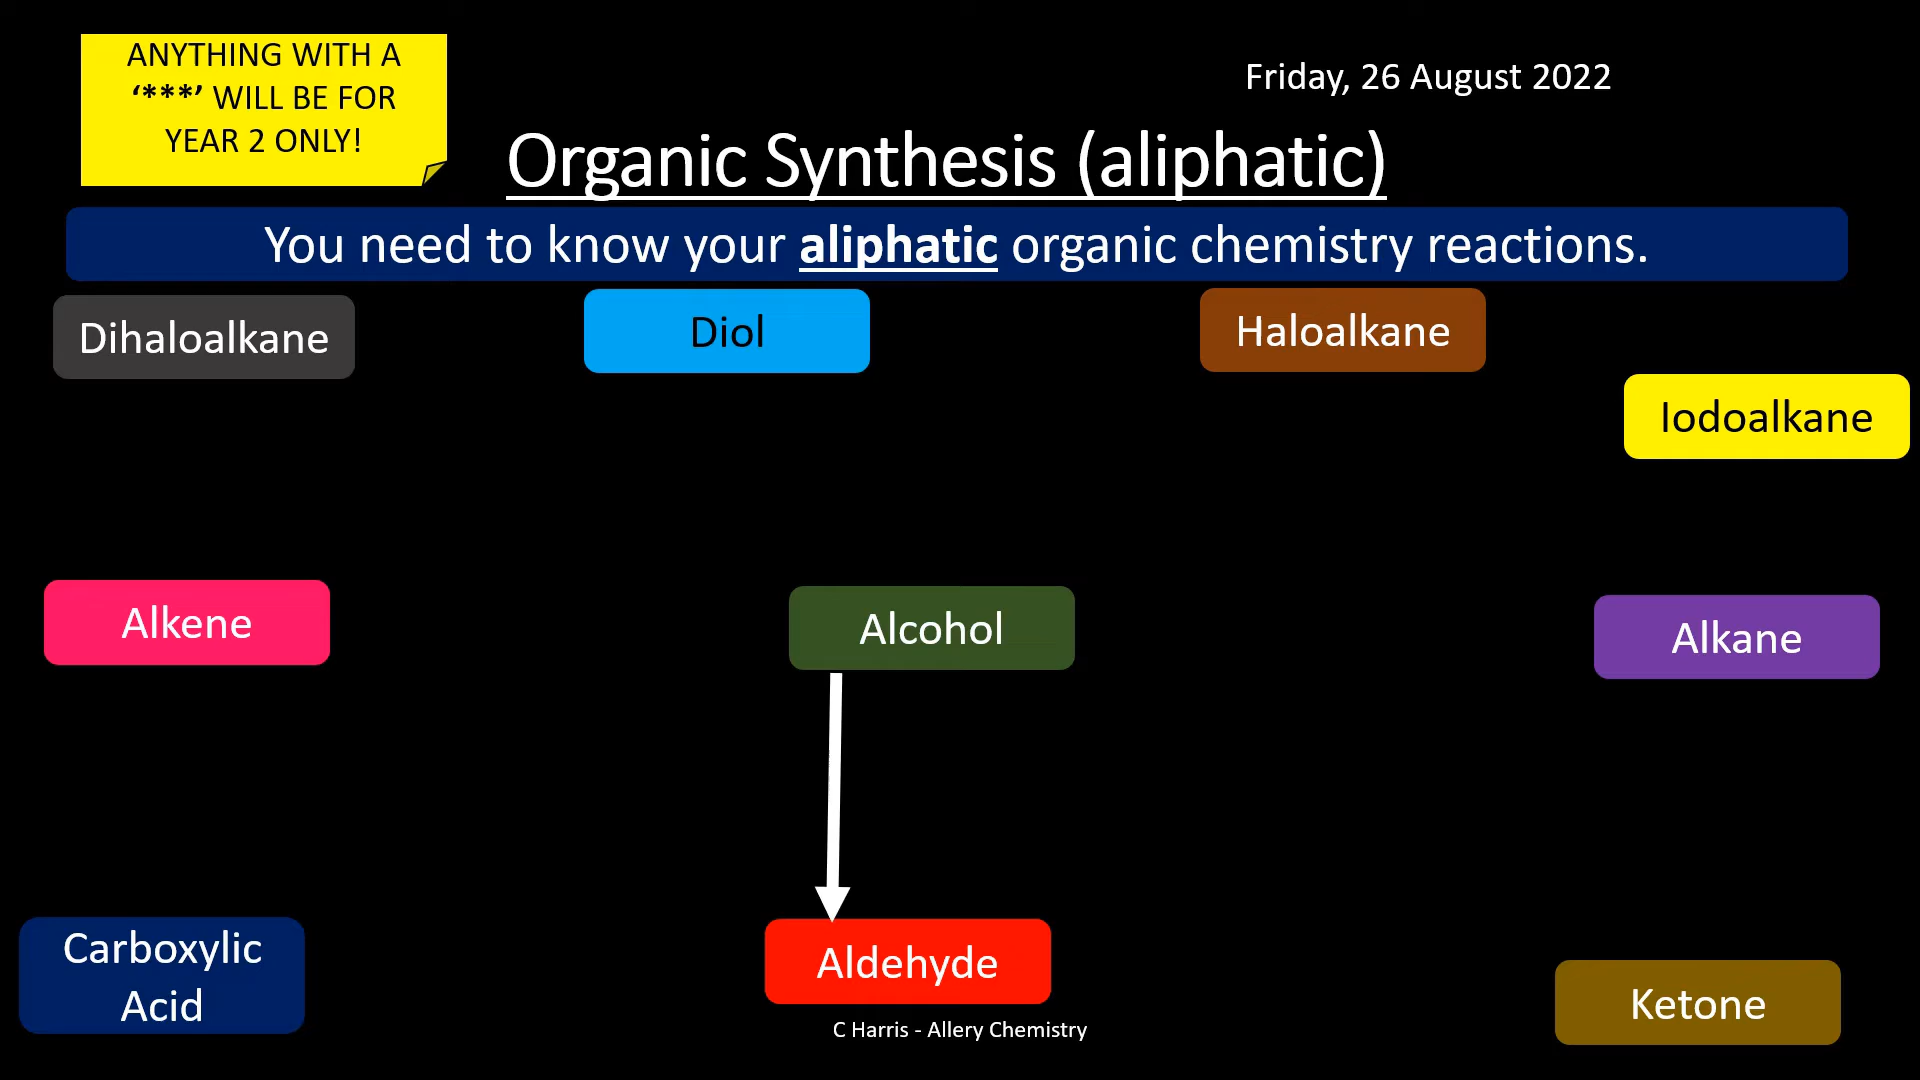 ANYTHING WITH A
‘***’ WILL BE FOR
YEAR 2 ONLY!
Friday, 26 August 2022
Organic Synthesis (aliphatic)
You need to know your aliphatic organic chemistry reactions.
Dihaloalkane
Diol
Haloalkane
Iodoalkane
Alkene
Alcohol
Alkane
Carboxylic
Acid
Aldehyde
Ketone
C Harris - Allery Chemistry